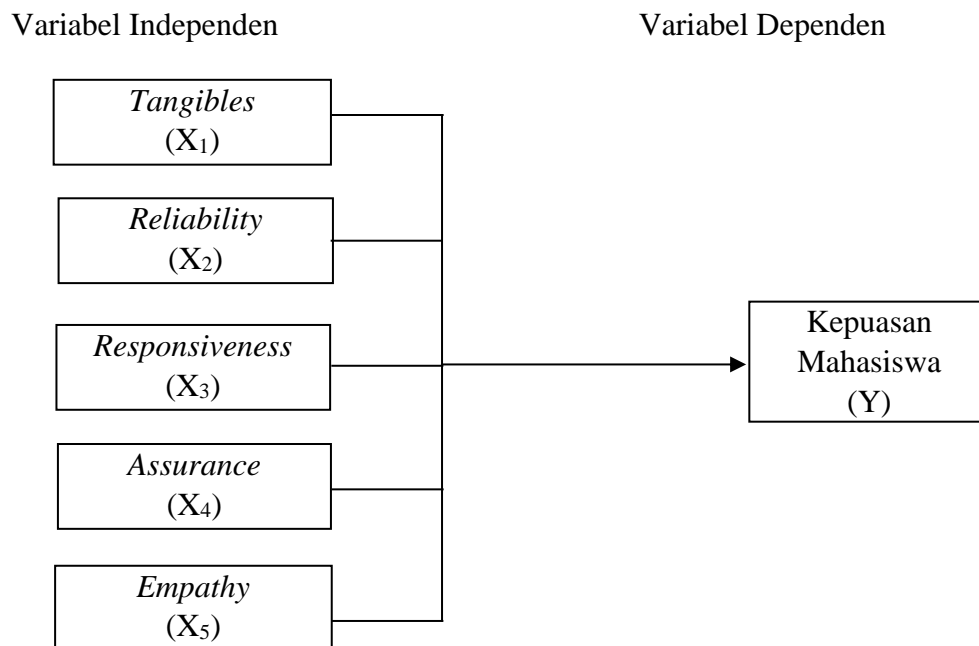 Variabel Independen
Variabel Dependen
Tangibles
(X₁)
Reliability
(X₂)
Responsiveness
(X₃)
Kepuasan
Mahasiswa
(Y)
Assurance
(X₄)
Empathy
(X₅)